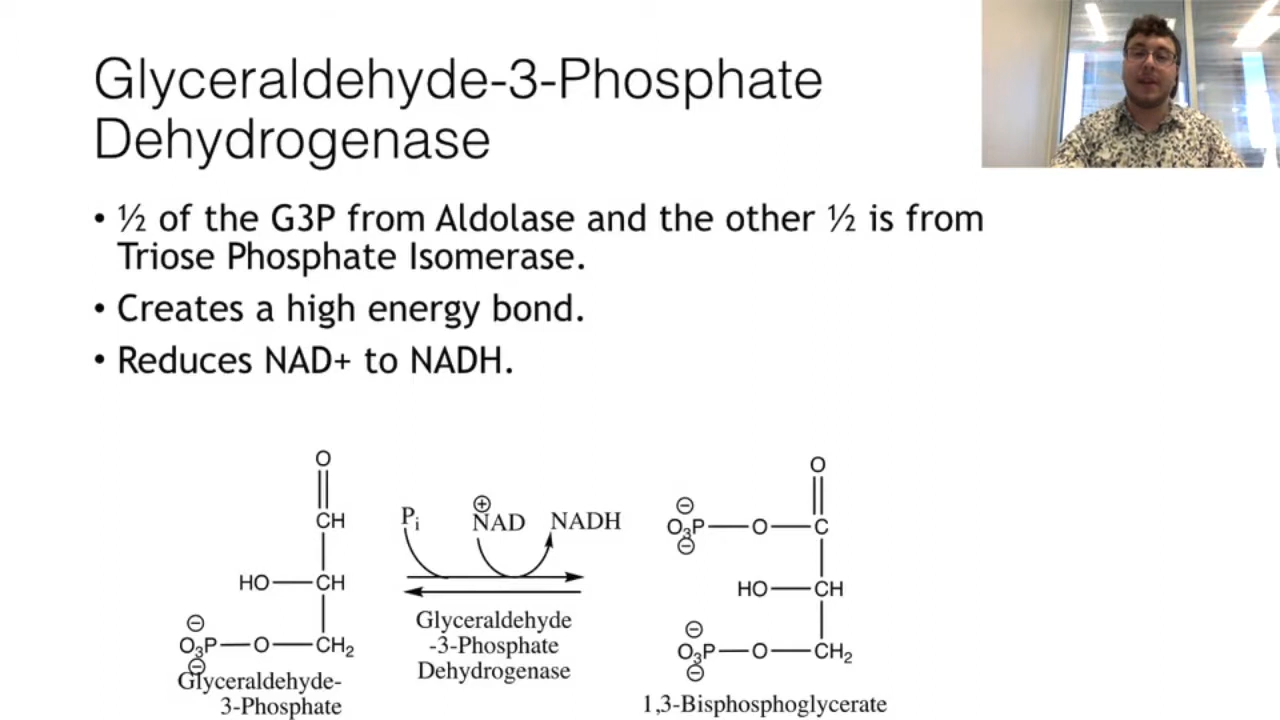 Glyceraldehyde-3-Phosphate
Dehydrogenase
• ½ of the G3P from Aldolase and the other ½ is from
Triose Phosphate Isomerase.
• Creates a high energy bond.
• Reduces NAD+ to NADH.
O
CH
HO CH
⊖
O₃P O CH₂
⊖
Glyceraldehyde-
3-Phosphate
Pᵢ
⊕
NAD
NADH
Glyceraldehyde
-3-Phosphate
Dehydrogenase
O
⊖
O₃P O C
⊖
HO CH
⊖
O₃P O CH₂
⊖
1,3-Bisphosphoglycerate